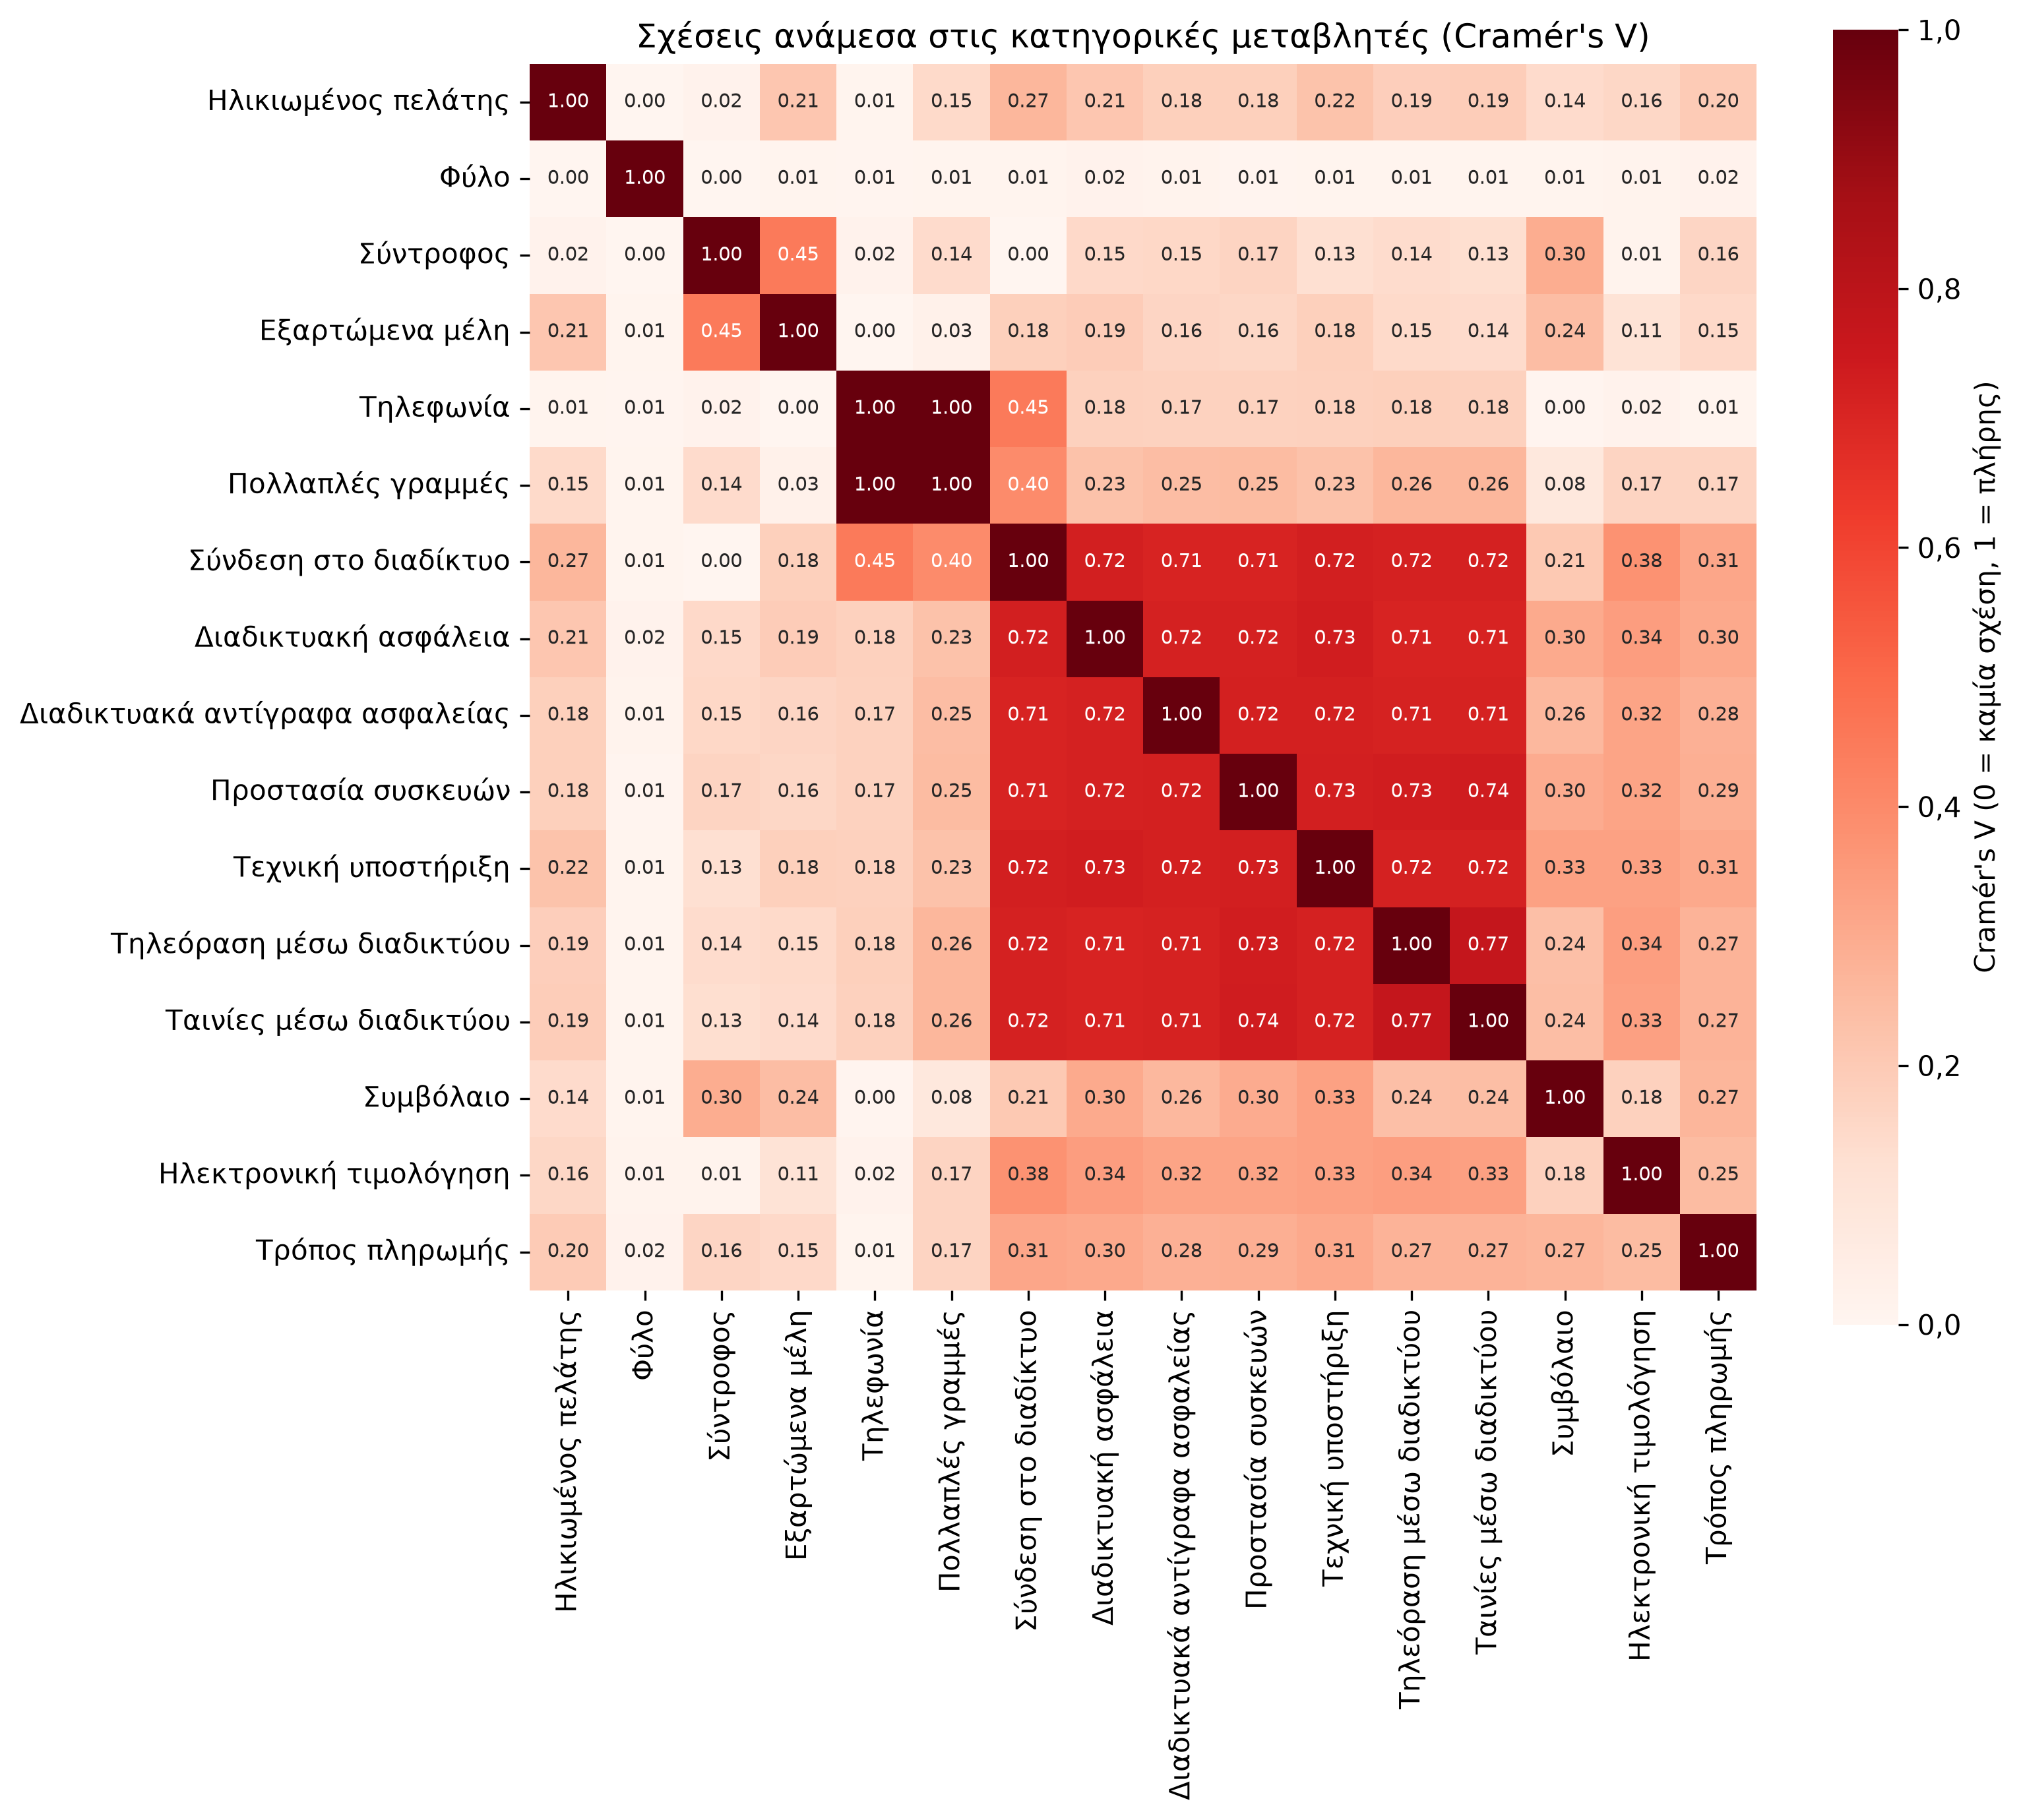 Σχέσεις ανάμεσα στις κατηγορικές μεταβλητές (Cramér's V)
Ηλικιωμένος πελάτης 1.00 0.00 0.02 0.21 0.01 0.15 0.27 0.21 0.18 0.18 0.22 0.19 0.19 0.14 0.16 0.20
Φύλο 0.00 1.00 0.00 0.01 0.01 0.01 0.01 0.02 0.01 0.01 0.01 0.01 0.01 0.01 0.01 0.02
Σύντροφος 0.02 0.00 1.00 0.45 0.02 0.14 0.00 0.15 0.15 0.17 0.13 0.14 0.13 0.30 0.01 0.16
Εξαρτώμενα μέλη 0.21 0.01 0.45 1.00 0.00 0.03 0.18 0.19 0.16 0.16 0.18 0.15 0.14 0.24 0.11 0.15
Τηλεφωνία 0.01 0.01 0.02 0.00 1.00 1.00 0.45 0.18 0.17 0.17 0.18 0.18 0.18 0.00 0.02 0.01
Πολλαπλές γραμμές 0.15 0.01 0.14 0.03 1.00 1.00 0.40 0.23 0.25 0.25 0.23 0.26 0.26 0.08 0.17 0.17
Σύνδεση στο διαδίκτυο 0.27 0.01 0.00 0.18 0.45 0.40 1.00 0.72 0.71 0.71 0.72 0.72 0.72 0.21 0.38 0.31
Διαδικτυακή ασφάλεια 0.21 0.02 0.15 0.19 0.18 0.23 0.72 1.00 0.72 0.72 0.73 0.71 0.71 0.30 0.34 0.30
Διαδικτυακά αντίγραφα ασφαλείας 0.18 0.01 0.15 0.16 0.17 0.25 0.71 0.72 1.00 0.72 0.72 0.71 0.71 0.26 0.32 0.28
Προστασία συσκευών 0.18 0.01 0.17 0.16 0.17 0.25 0.71 0.72 0.72 1.00 0.73 0.73 0.74 0.30 0.32 0.29
Τεχνική υποστήριξη 0.22 0.01 0.13 0.18 0.18 0.23 0.72 0.73 0.72 0.73 1.00 0.72 0.72 0.33 0.33 0.31
Τηλεόραση μέσω διαδικτύου 0.19 0.01 0.14 0.15 0.18 0.26 0.72 0.71 0.71 0.73 0.72 1.00 0.77 0.24 0.34 0.27
Ταινίες μέσω διαδικτύου 0.19 0.01 0.13 0.14 0.18 0.26 0.72 0.71 0.71 0.74 0.72 0.77 1.00 0.24 0.33 0.27
Συμβόλαιο 0.14 0.01 0.30 0.24 0.00 0.08 0.21 0.30 0.26 0.30 0.33 0.24 0.24 1.00 0.18 0.27
Ηλεκτρονική τιμολόγηση 0.16 0.01 0.01 0.11 0.02 0.17 0.38 0.34 0.32 0.32 0.33 0.34 0.33 0.18 1.00 0.25
Τρόπος πληρωμής 0.20 0.02 0.16 0.15 0.01 0.17 0.31 0.30 0.28 0.29 0.31 0.27 0.27 0.27 0.25 1.00
Ηλικιωμένος πελάτης
Φύλο
Σύντροφος
Εξαρτώμενα μέλη
Τηλεφωνία
Πολλαπλές γραμμές
Σύνδεση στο διαδίκτυο
Διαδικτυακή ασφάλεια
Διαδικτυακά αντίγραφα ασφαλείας
Προστασία συσκευών
Τεχνική υποστήριξη
Τηλεόραση μέσω διαδικτύου
Ταινίες μέσω διαδικτύου
Συμβόλαιο
Ηλεκτρονική τιμολόγηση
Τρόπος πληρωμής
1,0
0,8
0,6
0,4
0,2
0,0
Cramér's V (0 = καμία σχέση, 1 = πλήρης)